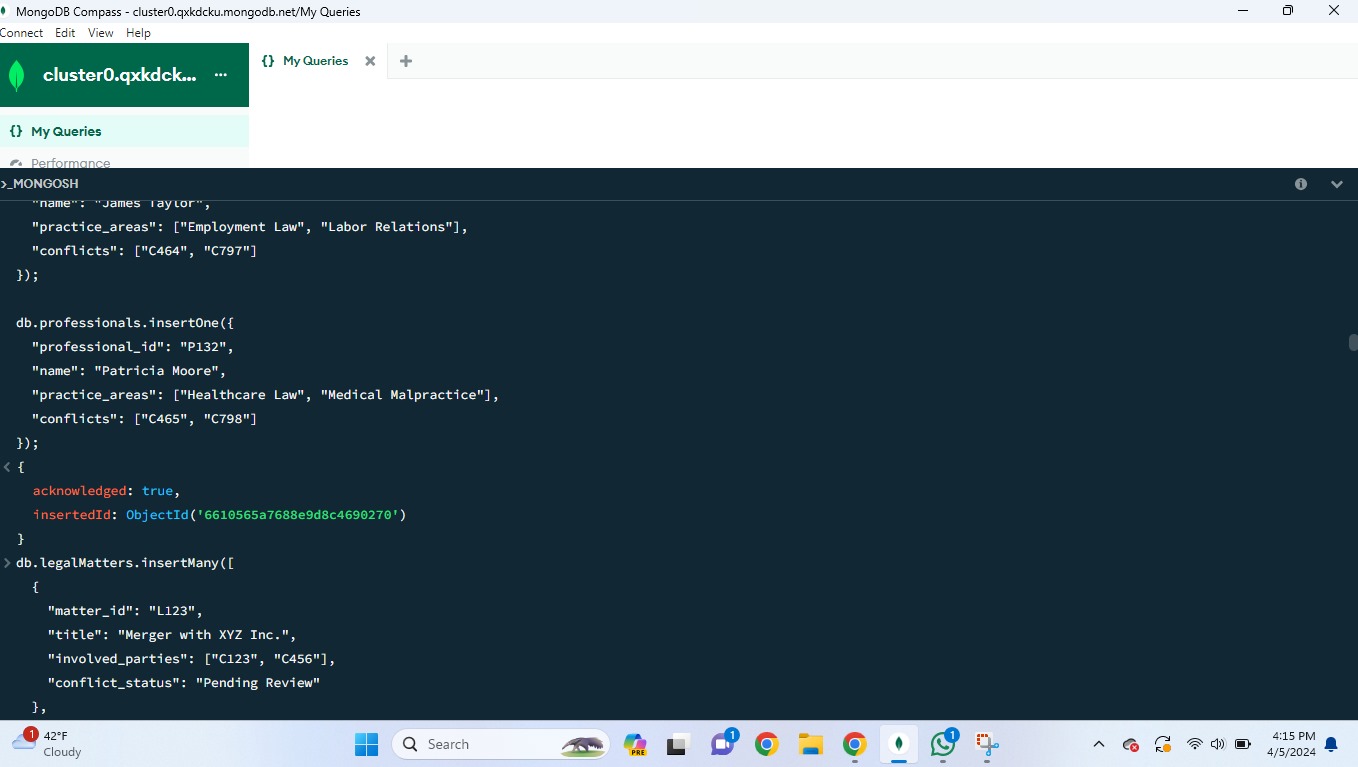 MongoDB Compass - cluster0.qxkdcku.mongodb.net/My Queries
Connect Edit View Help
cluster0.qxkdck... ...
{} My Queries
{} My Queries
Performance
>_MONGOSH
"name": "James Taylor",
"practice_areas": ["Employment Law", "Labor Relations"],
"conflicts": ["C464", "C797"]
});
db.professionals.insertOne({
"professional_id": "P132",
"name": "Patricia Moore",
"practice_areas": ["Healthcare Law", "Medical Malpractice"],
"conflicts": ["C465", "C798"]
});
< {
acknowledged: true,
insertedId: ObjectId('6610565a7688e9d8c4690270')
}
> db.legalMatters.insertMany([
{
"matter_id": "L123",
"title": "Merger with XYZ Inc.",
"involved_parties": ["C123", "C456"],
"conflict_status": "Pending Review"
},
1
42°F
Cloudy
Search
PRE
1
1
4:15 PM
4/5/2024